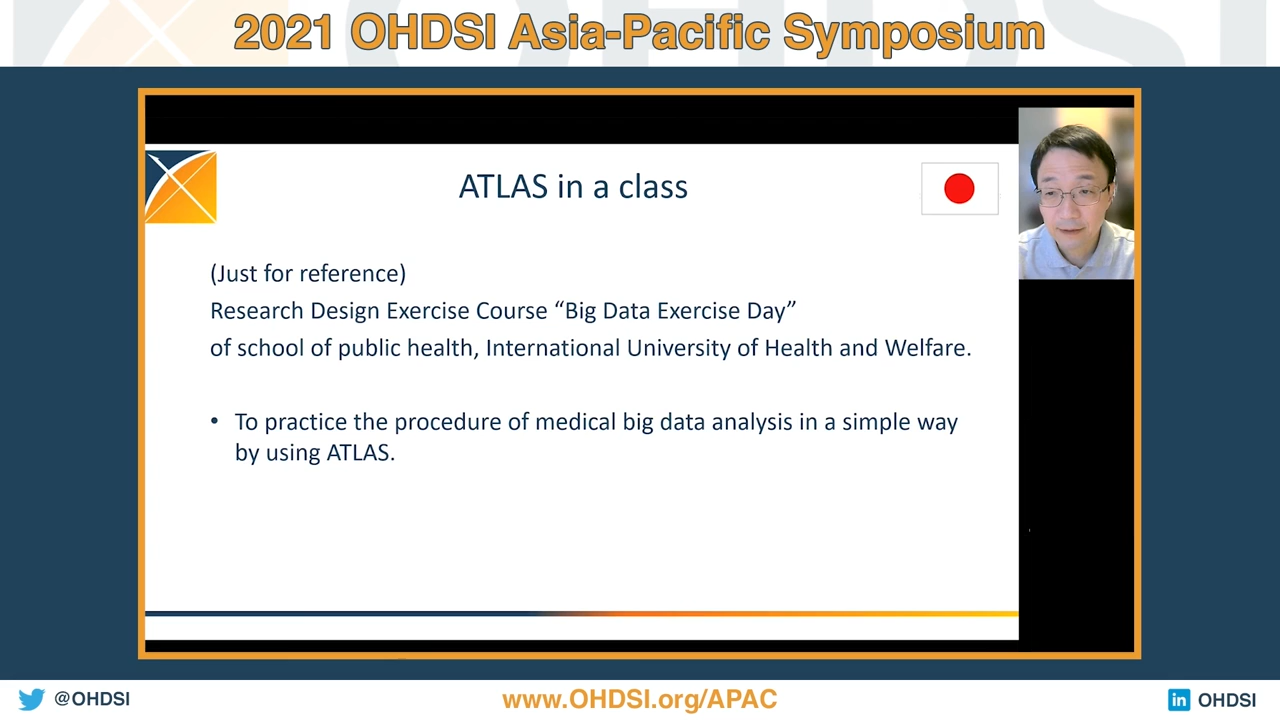 2021 OHDSI Asia-Pacific Symposium
ATLAS in a class
(Just for reference)
Research Design Exercise Course “Big Data Exercise Day”
of school of public health, International University of Health and Welfare.
• To practice the procedure of medical big data analysis in a simple way
by using ATLAS.
@OHDSI
www.OHDSI.org/APAC
in OHDSI